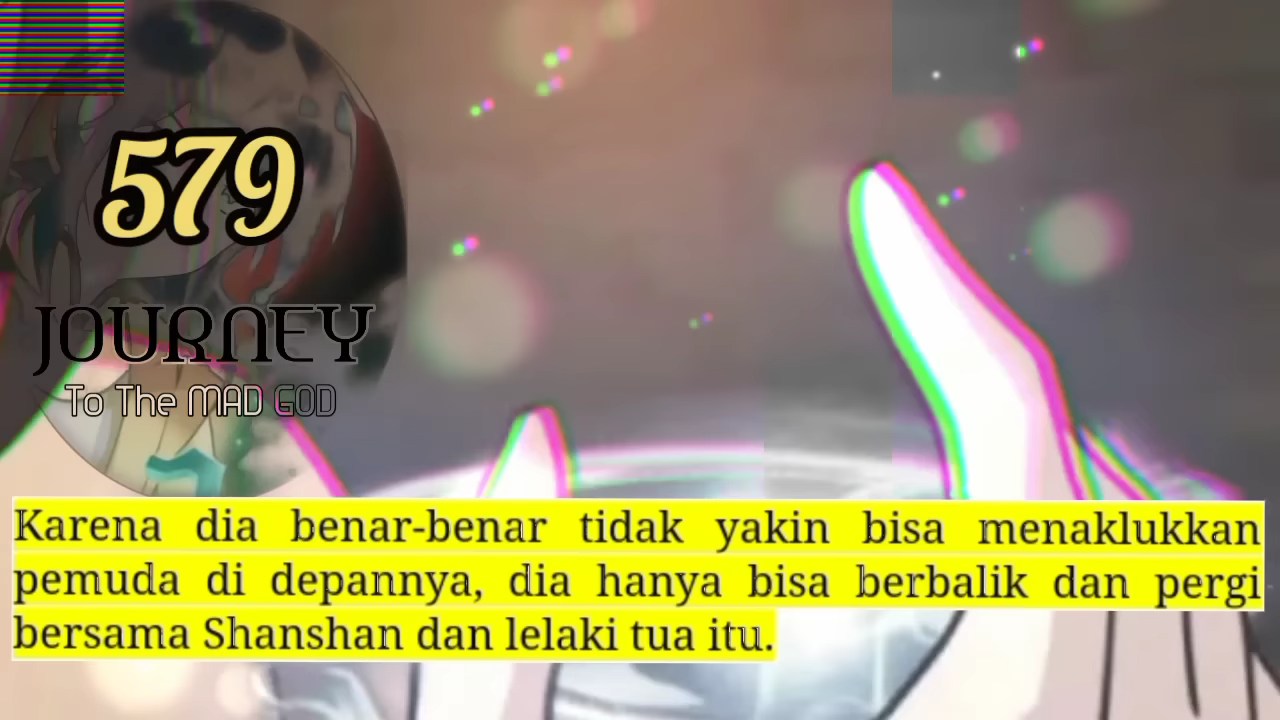 579
JOURNEY
To The MAD GOD
Karena dia benar-benar tidak yakin bisa menaklukkan
pemuda di depannya, dia hanya bisa berbalik dan pergi
bersama Shanshan dan lelaki tua itu.